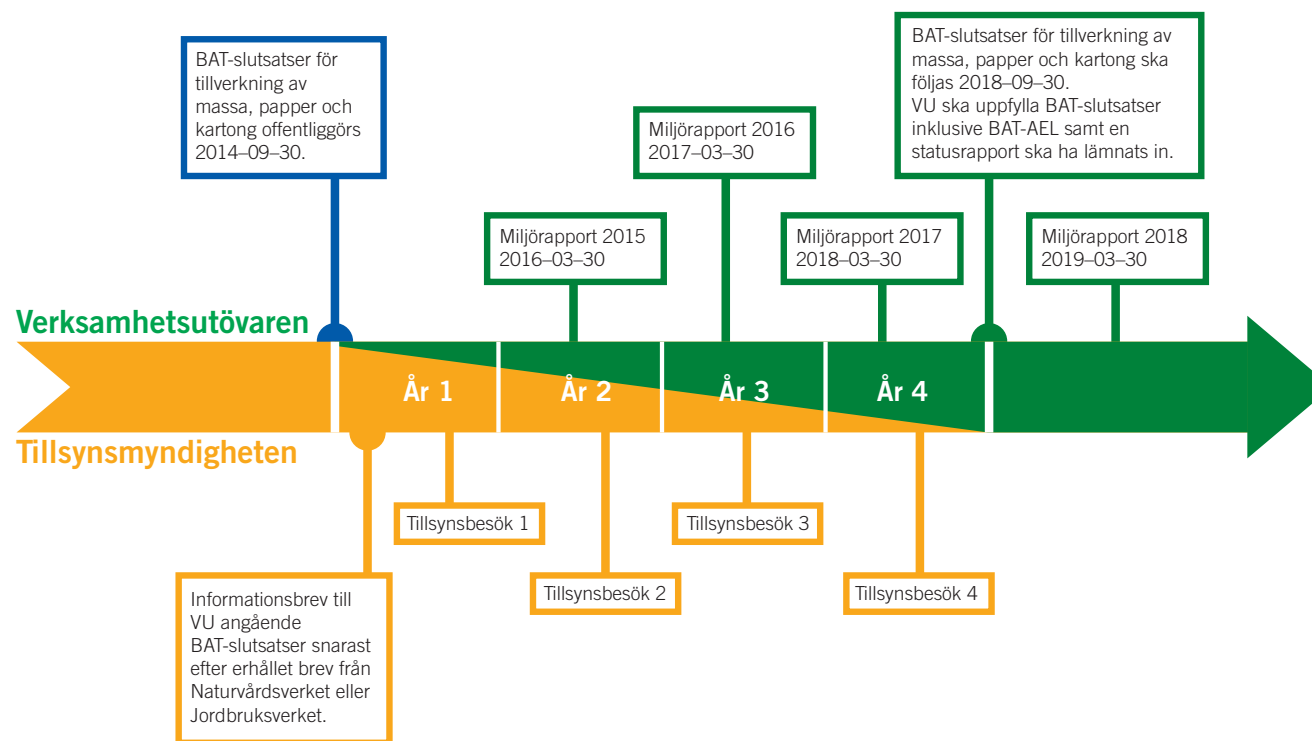 BAT-slutsatser för
tillverkning av
massa, papper och
kartong offentliggörs
2014–09–30.
Miljörapport 2015
2016–03–30
Miljörapport 2016
2017–03–30
Miljörapport 2017
2018–03–30
BAT-slutsatser för tillverkning av
massa, papper och kartong ska
följas 2018–09–30.
VU ska uppfylla BAT-slutsatser
inklusive BAT-AEL samt en
statusrapport ska ha lämnats in.
Miljörapport 2018
2019–03–30
Verksamhetsutövaren
År 1
År 2
År 3
År 4
Tillsynsmyndigheten
Tillsynsbesök 1
Tillsynsbesök 2
Tillsynsbesök 3
Tillsynsbesök 4
Informationsbrev till
VU angående
BAT-slutsatser snarast
efter erhållet brev från
Naturvårdsverket eller
Jordbruksverket.